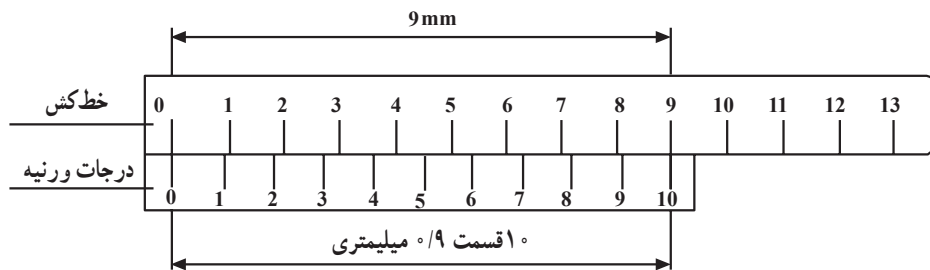 9mm
خط‌کش
0 1 2 3 4 5 6 7 8 9 10 11 12 13
درجات ورنیه
0 1 2 3 4 5 6 7 8 9 10
۱۰قسمت ۰/۹ میلیمتری